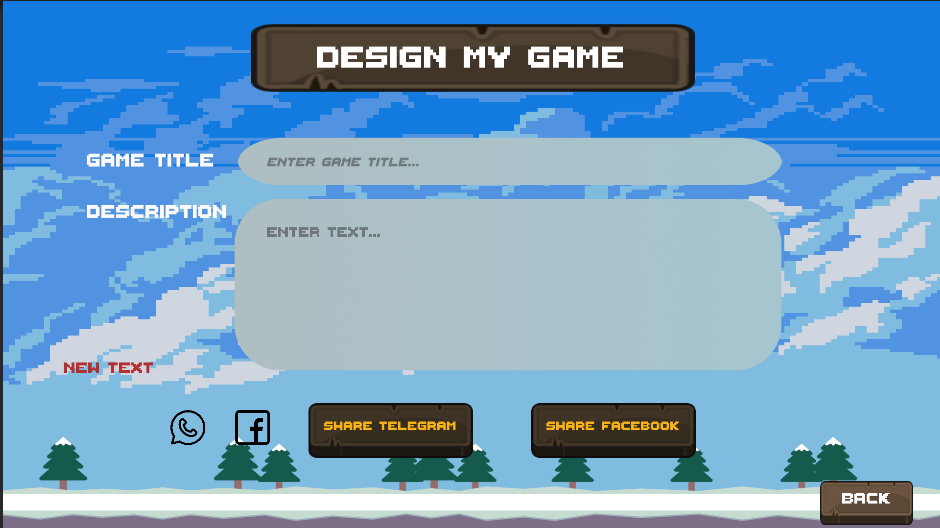 DESIGN MY GAME
GAME TITLE
ENTER GAME TITLE...
DESCRIPTION
ENTER TEXT...
NEW TEXT
SHARE TELEGRAM
SHARE FACEBOOK
BACK